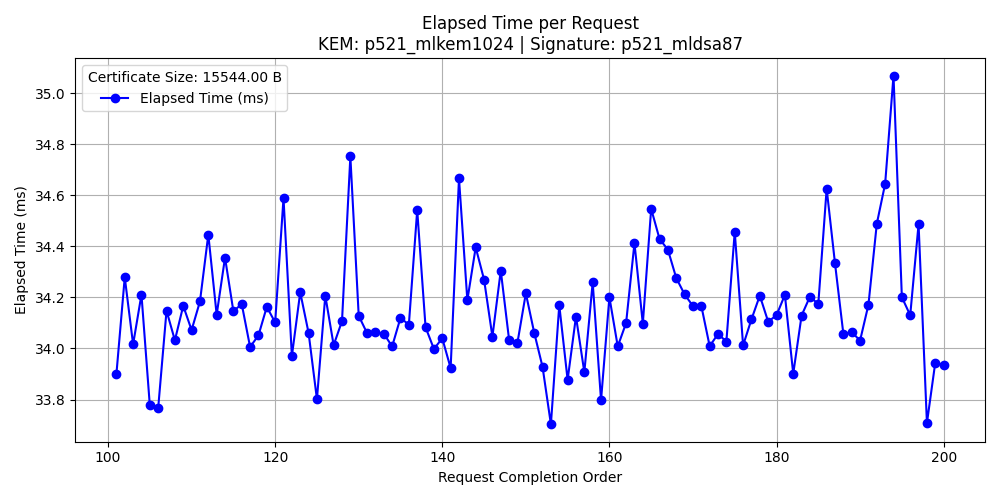 Elapsed Time per Request
KEM: p521_mlkem1024 | Signature: p521_mldsa87
Certificate Size: 15544.00 B
Elapsed Time (ms)
Elapsed Time (ms)
35.0
34.8
34.6
34.4
34.2
34.0
33.8
100 120 140 160 180 200
Request Completion Order